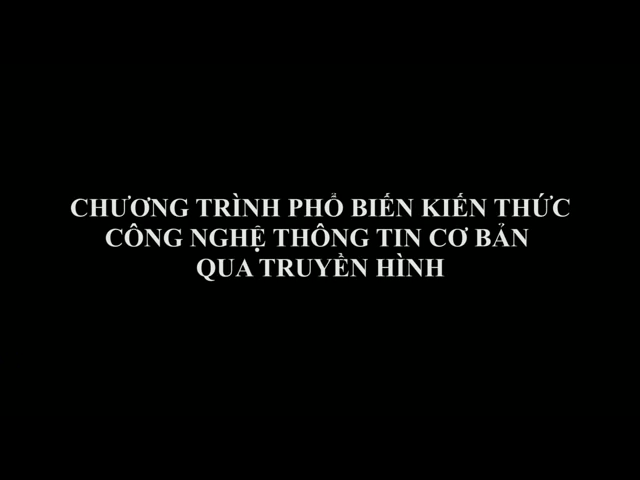 CHƯƠNG TRÌNH PHỔ BIẾN KIẾN THỨC
CÔNG NGHỆ THÔNG TIN CƠ BẢN
QUA TRUYỀN HÌNH